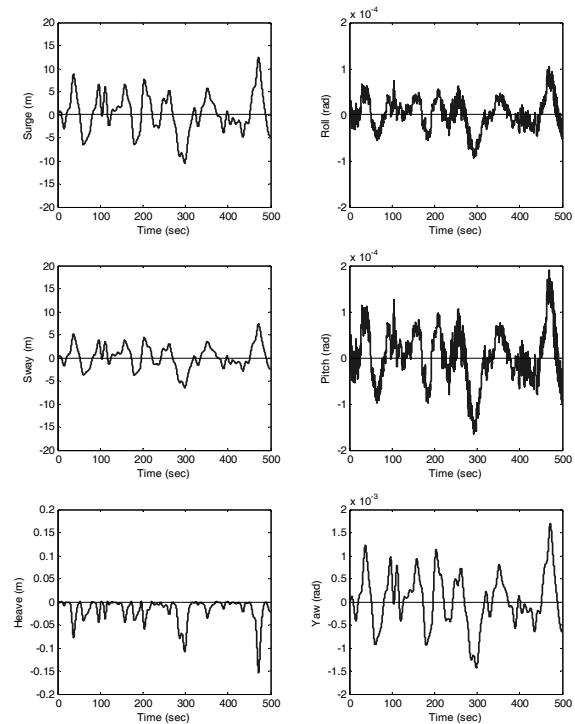 20
15
10
5
0
-5
-10
-15
-20
Surge (m)
0 100 200 300 400 500
Time (sec)
x 10⁻⁴
2
1
0
-1
-2
Roll (rad)
0 100 200 300 400 500
Time (sec)
20
15
10
5
0
-5
-10
-15
-20
Sway (m)
0 100 200 300 400 500
Time (sec)
x 10⁻⁴
2
1
0
-1
-2
Pitch (rad)
0 100 200 300 400 500
Time (sec)
0.2
0.15
0.1
0.05
0
-0.05
-0.1
-0.15
-0.2
Heave (m)
0 100 200 300 400 500
Time (sec)
x 10⁻³
2
1.5
1
0.5
0
-0.5
-1
-1.5
-2
Yaw (rad)
0 100 200 300 400 500
Time (sec)